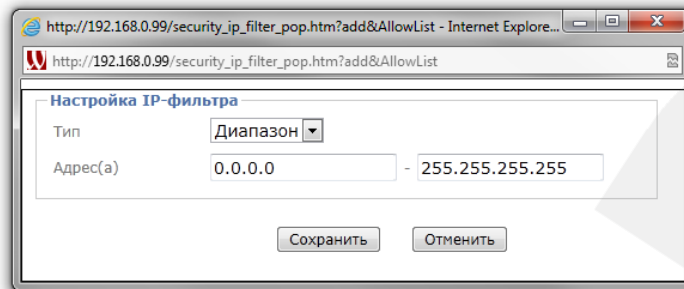 http://192.168.0.99/security_ip_filter_pop.htm?add&AllowList - Internet Explore...
http://192.168.0.99/security_ip_filter_pop.htm?add&AllowList
Настройка IP-фильтра
Тип Диапазон
Адрес(а) 0.0.0.0 - 255.255.255.255
Сохранить Отменить